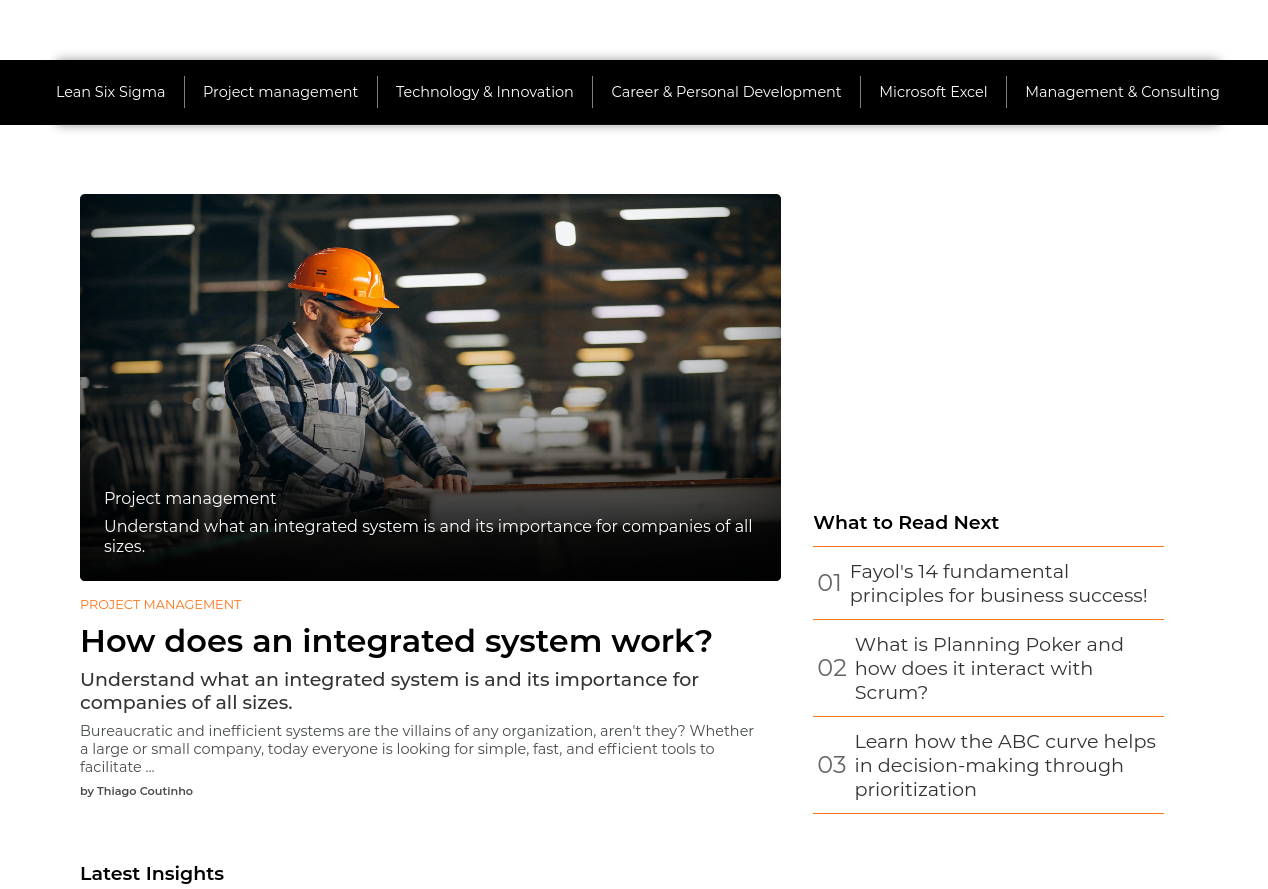 Lean Six Sigma
Project management
Technology & Innovation
Career & Personal Development
Microsoft Excel
Management & Consulting
Project management
Understand what an integrated system is and its importance for companies of all
sizes.
PROJECT MANAGEMENT
How does an integrated system work?
Understand what an integrated system is and its importance for
companies of all sizes.
Bureaucratic and inefficient systems are the villains of any organization, aren't they? Whether
a large or small company, today everyone is looking for simple, fast, and efficient tools to
facilitate ...
by Thiago Coutinho
What to Read Next
01
Fayol's 14 fundamental
principles for business success!
02
What is Planning Poker and
how does it interact with
Scrum?
03
Learn how the ABC curve helps
in decision-making through
prioritization
Latest Insights